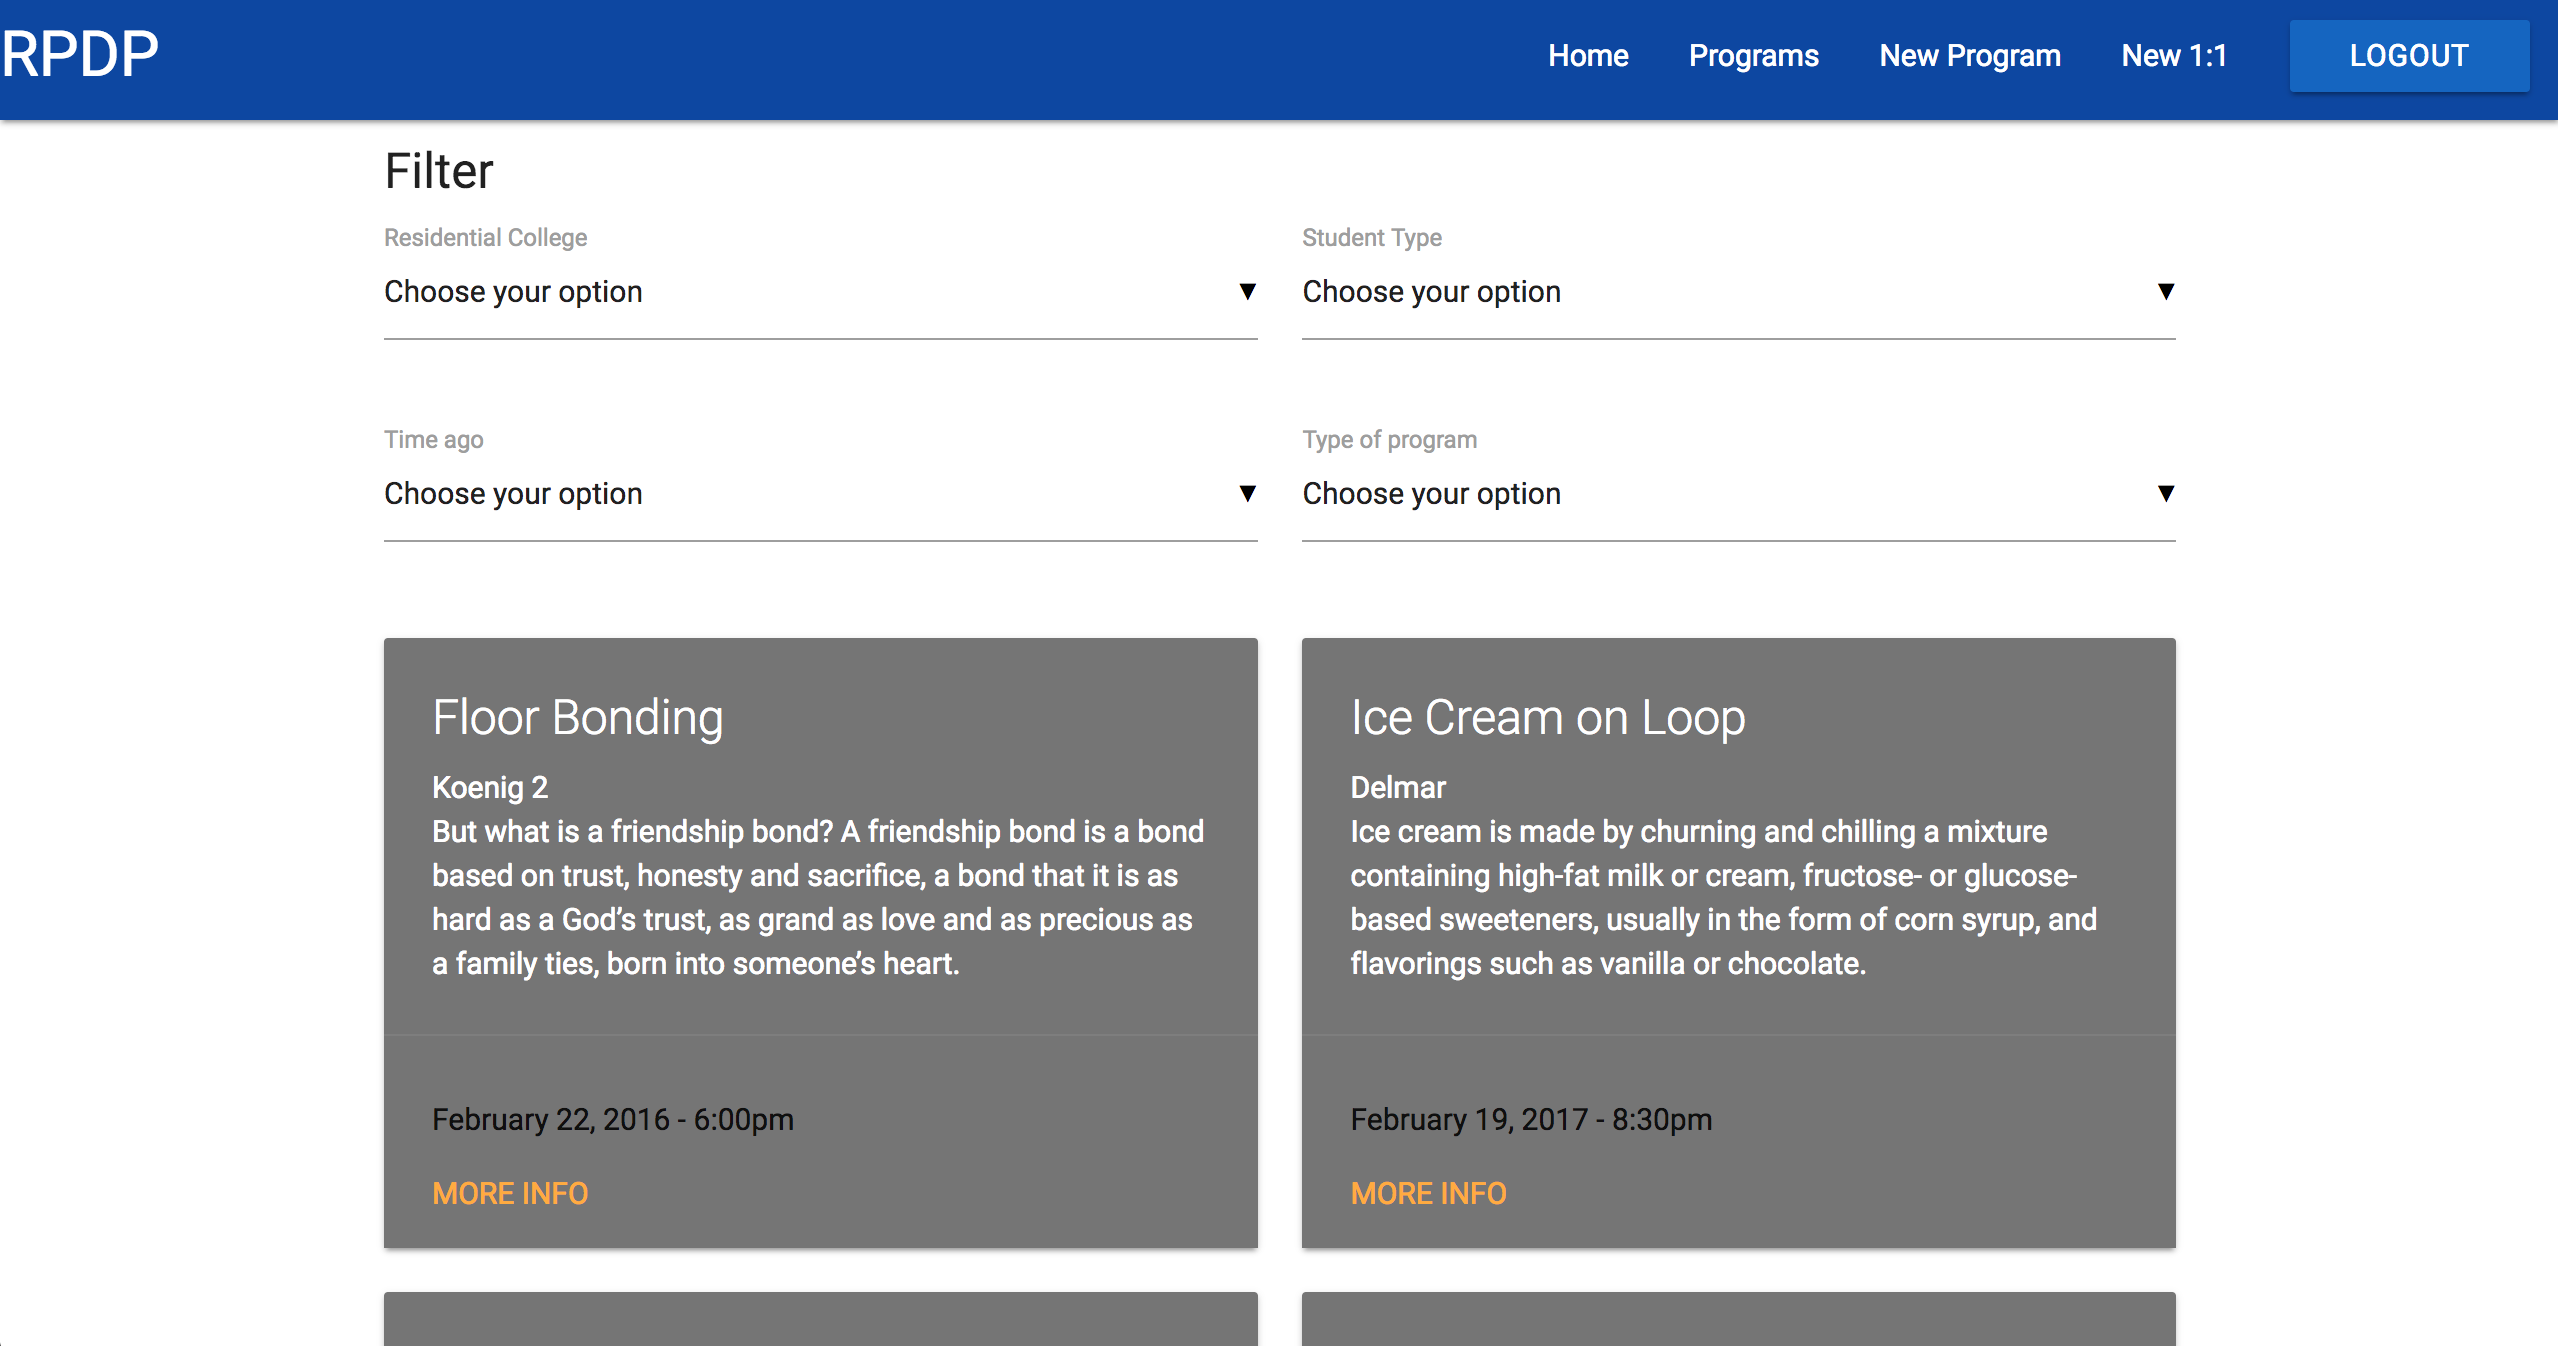 RPDP
Home
Programs
New Program
New 1:1
LOGOUT
Filter
Residential College
Choose your option
▼
Student Type
Choose your option
▼
Time ago
Choose your option
▼
Type of program
Choose your option
▼
Floor Bonding
Koenig 2
But what is a friendship bond? A friendship bond is a bond
based on trust, honesty and sacrifice, a bond that it is as
hard as a God’s trust, as grand as love and as precious as
a family ties, born into someone’s heart.
February 22, 2016 - 6:00pm
MORE INFO
Ice Cream on Loop
Delmar
Ice cream is made by churning and chilling a mixture
containing high-fat milk or cream, fructose- or glucose-
based sweeteners, usually in the form of corn syrup, and
flavorings such as vanilla or chocolate.
February 19, 2017 - 8:30pm
MORE INFO